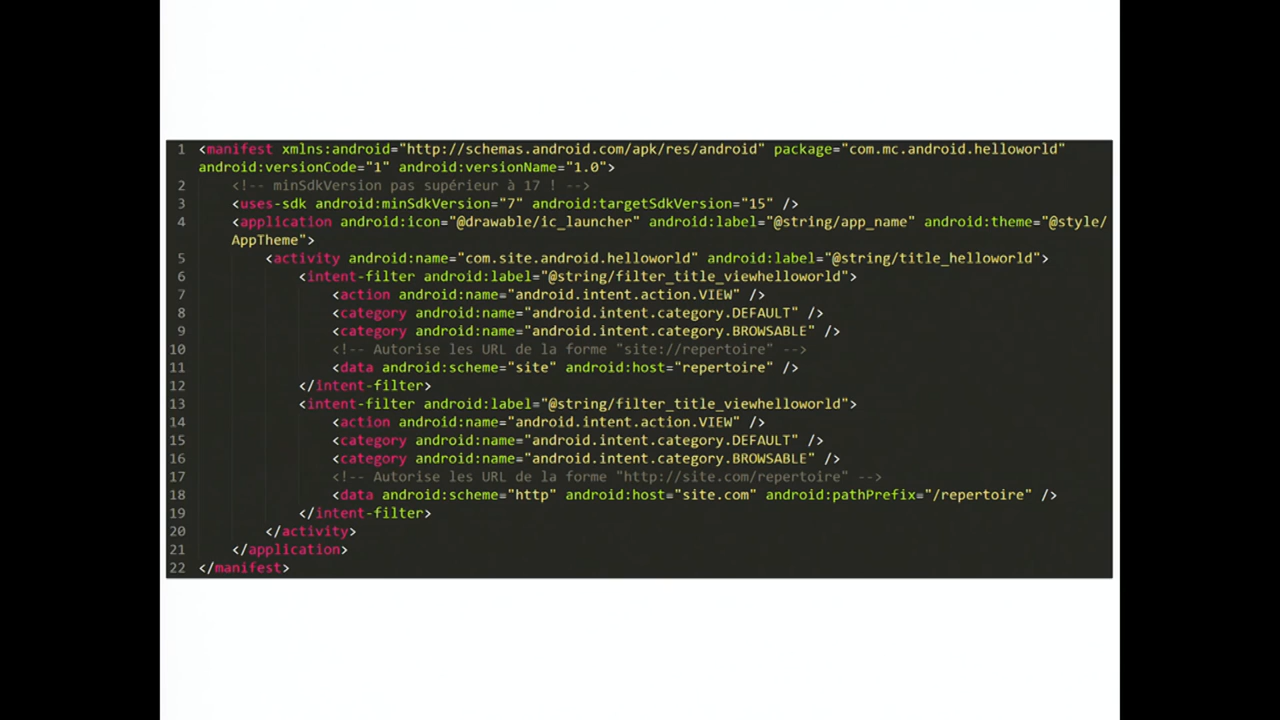 1 <manifest xmlns:android="http://schemas.android.com/apk/res/android" package="com.mc.android.helloworld"
android:versionCode="1" android:versionName="1.0">
2 <!-- minSdkVersion pas supérieur à 17 ! -->
3 <uses-sdk android:minSdkVersion="7" android:targetSdkVersion="15" />
4 <application android:icon="@drawable/ic_launcher" android:label="@string/app_name" android:theme="@style/
AppTheme">
5 <activity android:name="com.site.android.helloworld" android:label="@string/title_helloworld">
6 <intent-filter android:label="@string/filter_title_viewhelloworld">
7 <action android:name="android.intent.action.VIEW" />
8 <category android:name="android.intent.category.DEFAULT" />
9 <category android:name="android.intent.category.BROWSABLE" />
10 <!-- Autorise les URL de la forme "site://repertoire" -->
11 <data android:scheme="site" android:host="repertoire" />
12 </intent-filter>
13 <intent-filter android:label="@string/filter_title_viewhelloworld">
14 <action android:name="android.intent.action.VIEW" />
15 <category android:name="android.intent.category.DEFAULT" />
16 <category android:name="android.intent.category.BROWSABLE" />
17 <!-- Autorise les URL de la forme "http://site.com/repertoire" -->
18 <data android:scheme="http" android:host="site.com" android:pathPrefix="/repertoire" />
19 </intent-filter>
20 </activity>
21 </application>
22 </manifest>